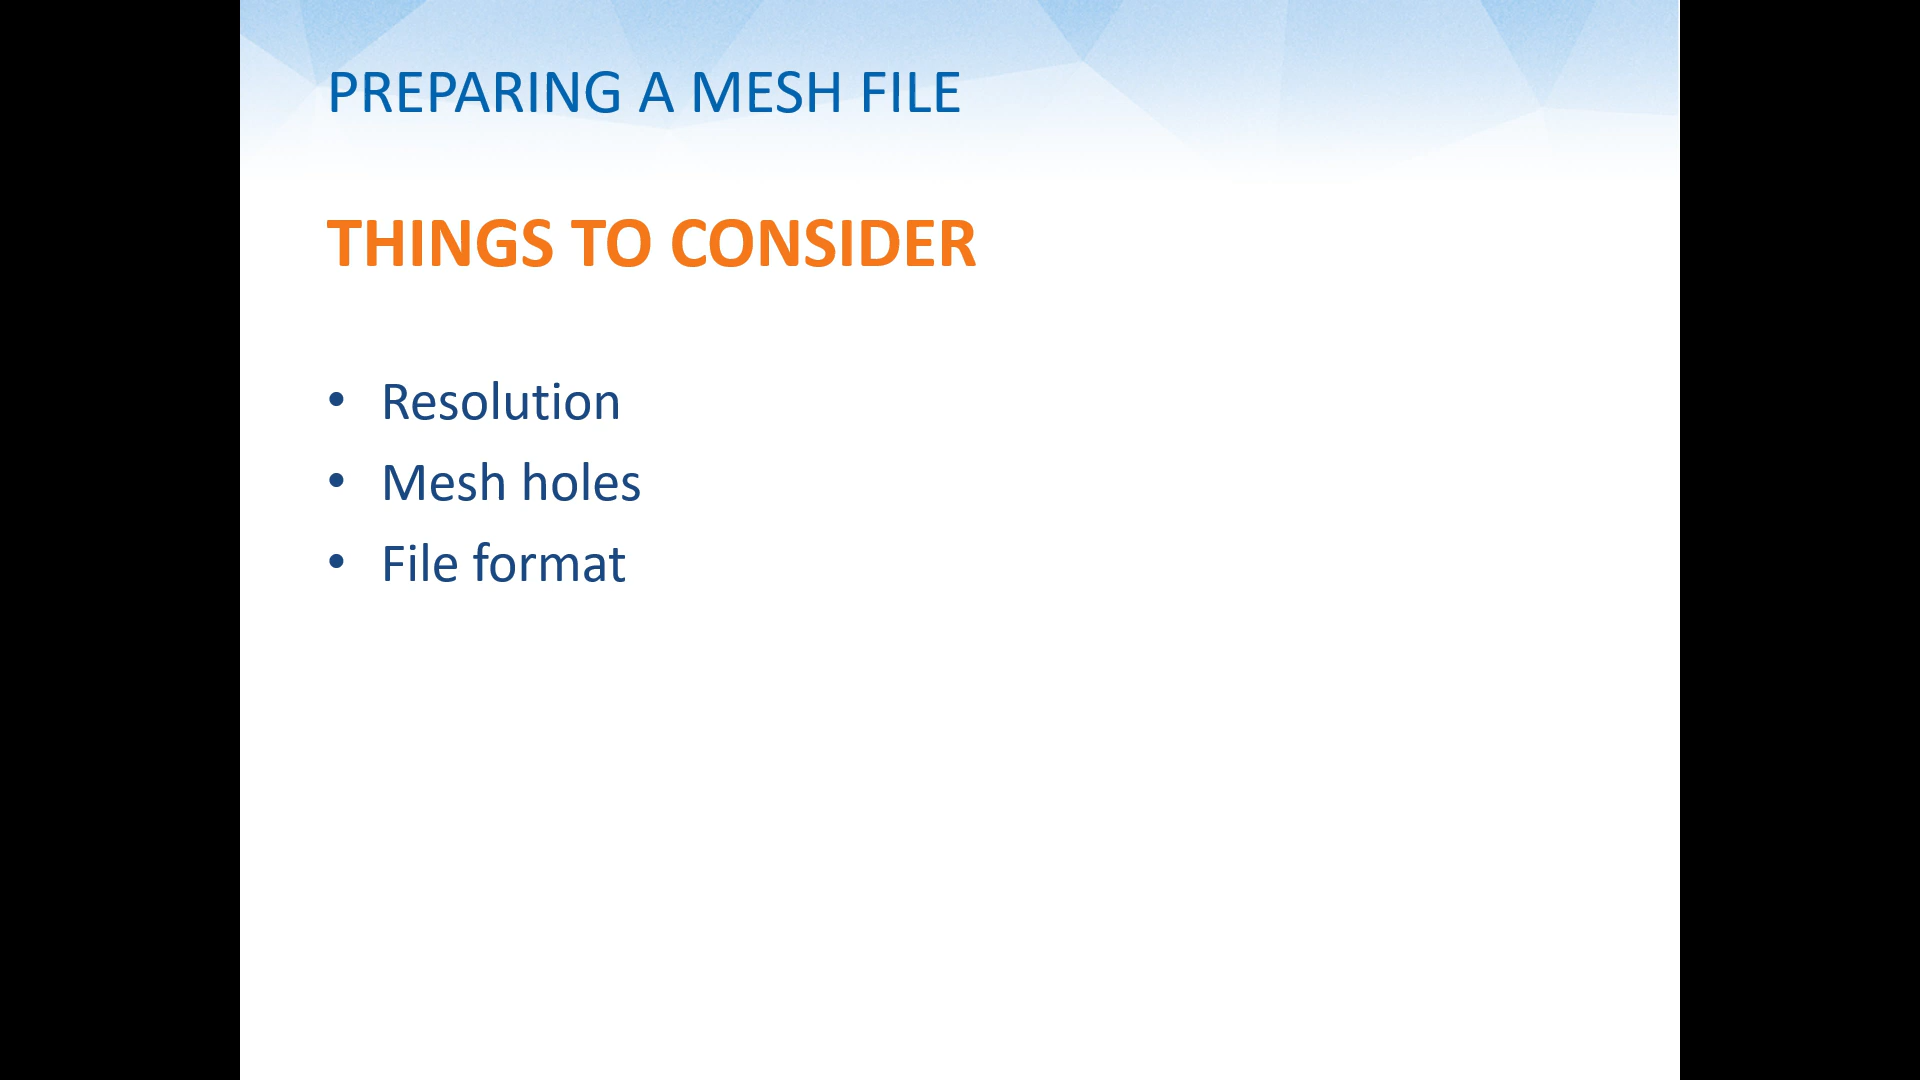 PREPARING A MESH FILE
THINGS TO CONSIDER
• Resolution
• Mesh holes
• File format